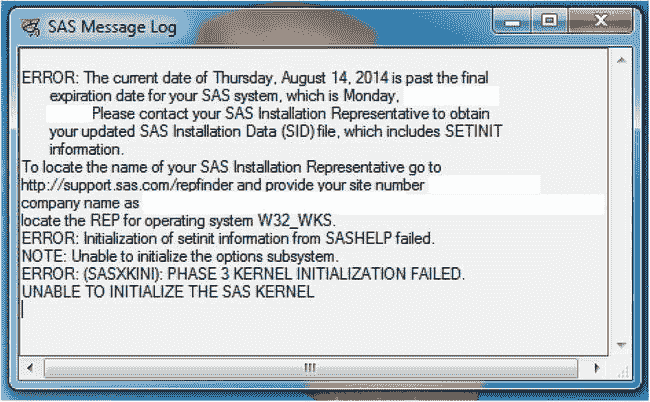 SAS Message Log
ERROR: The current date of Thursday, August 14, 2014 is past the final
expiration date for your SAS system, which is Monday,
Please contact your SAS Installation Representative to obtain
your updated SAS Installation Data (SID) file, which includes SETINIT
information.
To locate the name of your SAS Installation Representative go to
http://support.sas.com/repfinder and provide your site number
company name as
locate the REP for operating system W32_WKS.
ERROR: Initialization of setinit information from SASHELP failed.
NOTE: Unable to initialize the options subsystem.
ERROR: (SASXKINI): PHASE 3 KERNEL INITIALIZATION FAILED.
UNABLE TO INITIALIZE THE SAS KERNEL